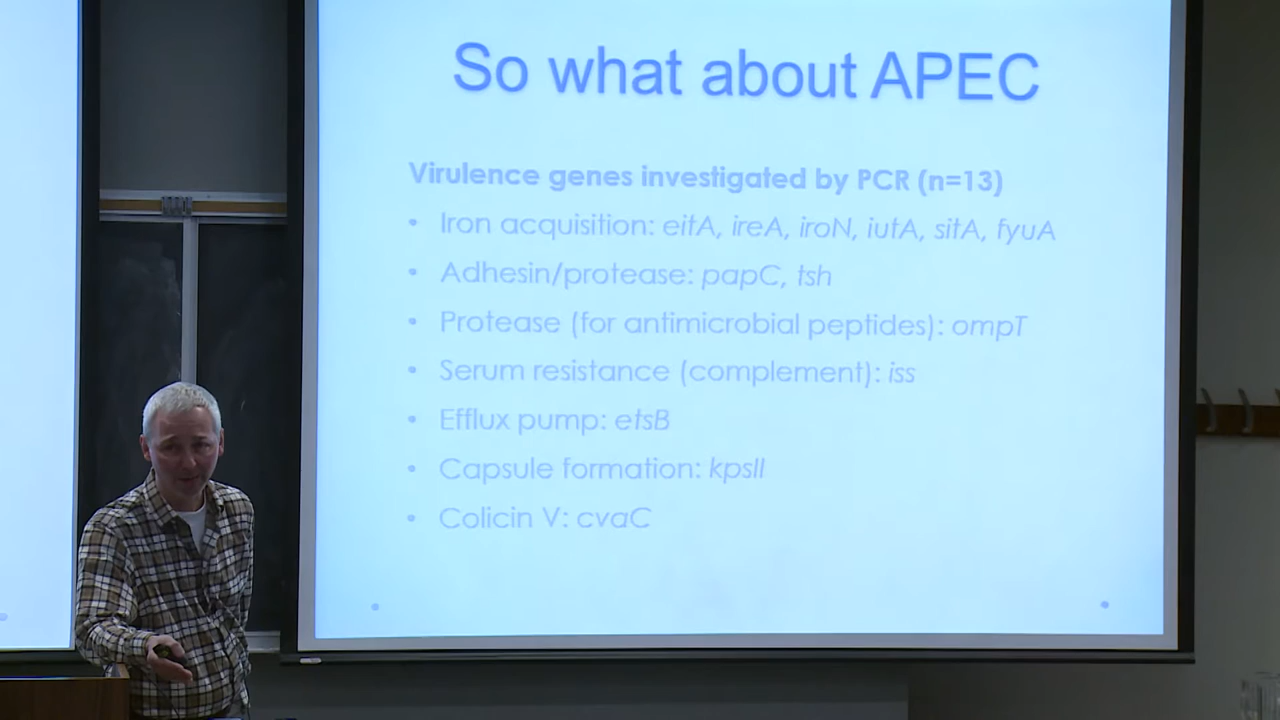 So what about APEC
Virulence genes investigated by PCR (n=13)
• Iron acquisition: eitA, ireA, iroN, iutA, sitA, fyuA
• Adhesin/protease: papC, tsh
• Protease (for antimicrobial peptides): ompT
• Serum resistance (complement): iss
• Efflux pump: etsB
• Capsule formation: kpsII
• Colicin V: cvaC